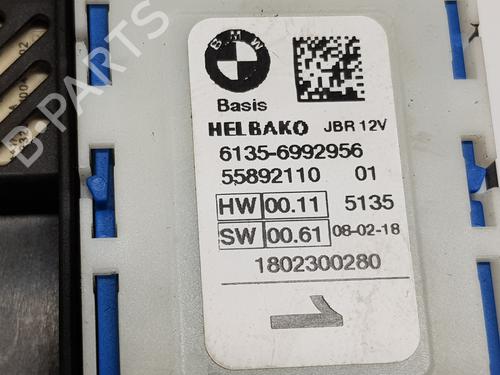 B-PARTS
BMW
Basis
HELBAKO JBR 12V
6135-6992956
55892110 01
HW 00.11 5135
SW 00.61 08-02-18
1802300280
1